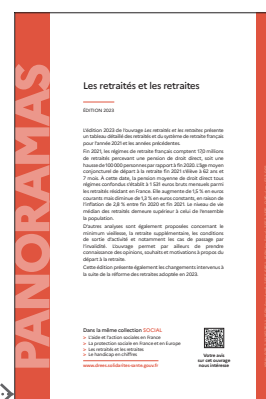 PANORAMAS
Les retraités et les retraites
ÉDITION 2023
L'édition 2023 de l'ouvrage Les retraités et les retraites présente
un tableau détaillé des retraités et du système de retraite français
pour l'année 2021 et les années précédentes.
Fin 2021, les régimes de retraite français comptent 17,0 millions
de retraités percevant une pension de droit direct, soit une
hausse de 100 000 personnes par rapport à fin 2020. L'âge moyen
conjoncturel de départ à la retraite fin 2021 s'élève à 62 ans et
7 mois. À cette date, la pension moyenne de droit direct tous
régimes confondus s'établit à 1 531 euros bruts mensuels parmi
les retraités résidant en France. Elle augmente de 1,5 % en euros
courants mais diminue de 1,3 % en euros constants, en raison de
l'inflation de 2,8 % entre fin 2020 et fin 2021. Le niveau de vie
médian des retraités demeure supérieur à celui de l'ensemble
la population.
D'autres analyses sont également proposées concernant le
minimum vieillesse, la retraite supplémentaire, les conditions
de sortie d'activité et notamment les cas de passage par
l'invalidité. L'ouvrage permet par ailleurs de prendre
connaissance des opinions, souhaits et motivations à propos du
départ à la retraite.
Cette édition présente également les changements intervenus à
la suite de la réforme des retraites adoptée en 2023.
Dans la même collection SOCIAL
> L'aide et l'action sociales en France
> La protection sociale en France et en Europe
> Les retraités et les retraites
> Le handicap en chiffres
www.drees.solidarites-sante.gouv.fr
Votre avis
sur cet ouvrage
nous intéresse